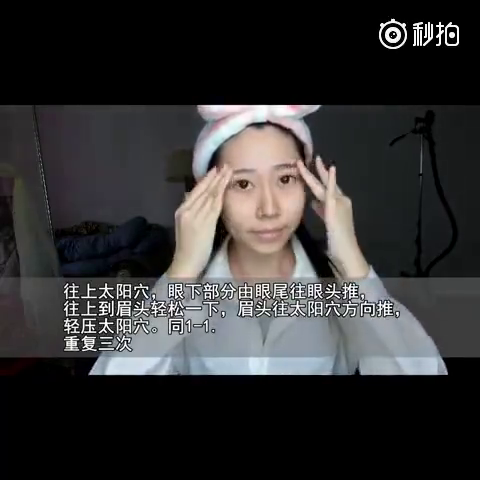 秒拍
往上太阳穴，眼下部分由眼尾往眼头推，
往上到眉头轻松一下，眉头往太阳穴方向推，
轻压太阳穴。同1-1.
重复三次